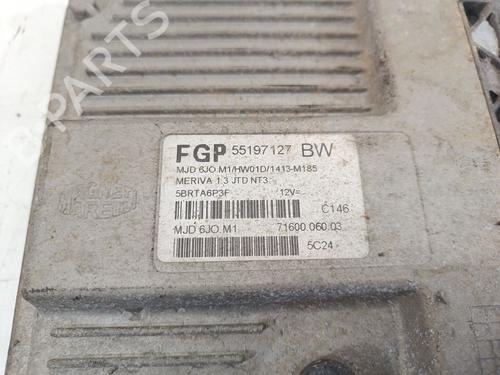 FGP 55197127 BW
MJD 6JO.M1/HW01D/1413-M185
MERIVA 1.3 JTD NT3
5BRTA6P3F 12V=
C146
MJD 6JO.M1 71600.060.03
5C24